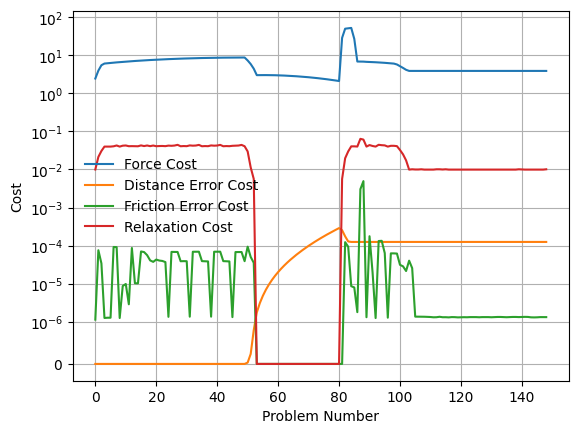 10²
10¹
10⁰
10⁻¹
10⁻²
10⁻³
10⁻⁴
10⁻⁵
10⁻⁶
0
Cost
Force Cost
Distance Error Cost
Friction Error Cost
Relaxation Cost
0 20 40 60 80 100 120 140
Problem Number